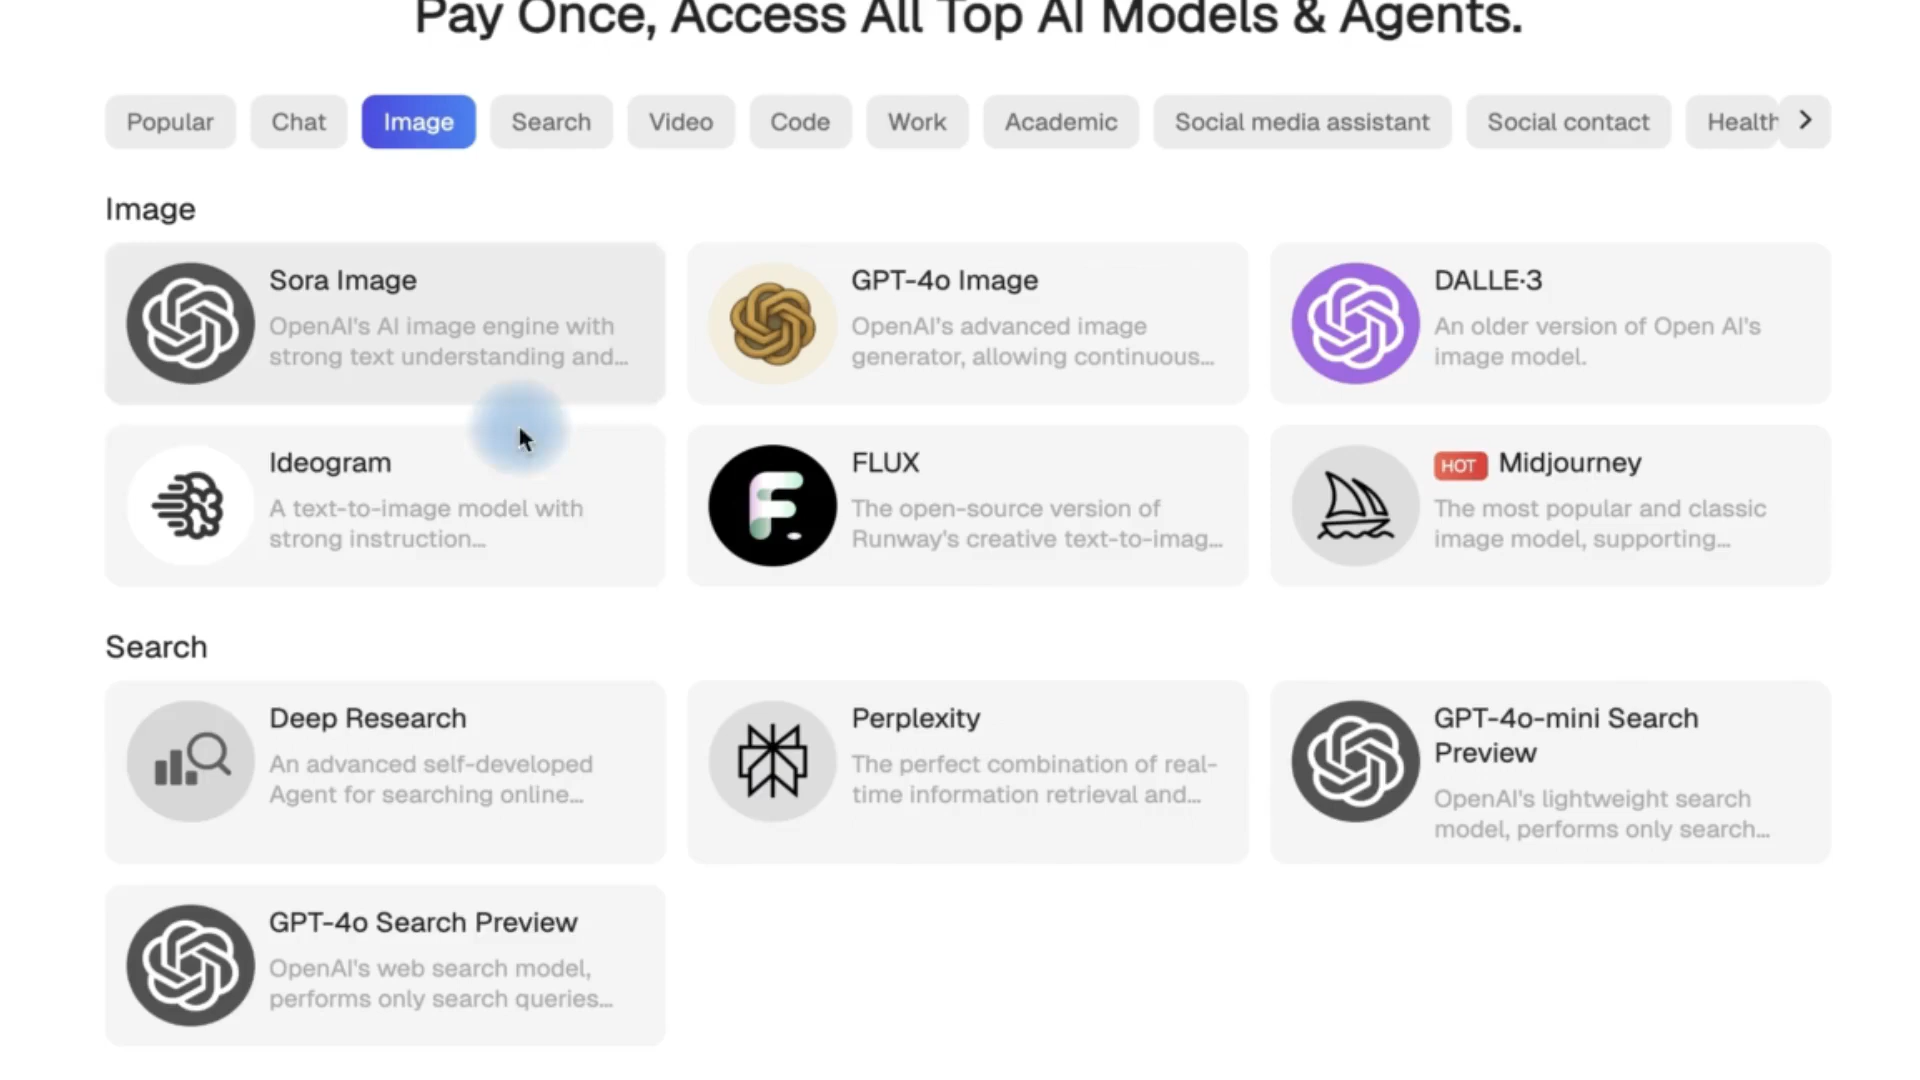 Pay Once, Access All Top AI Models & Agents.
Popular
Chat
Image
Search
Video
Code
Work
Academic
Social media assistant
Social contact
Health
Image
Sora Image
OpenAI's AI image engine with
strong text understanding and...
GPT-4o Image
OpenAI's advanced image
generator, allowing continuous...
DALLE·3
An older version of Open AI's
image model.
Ideogram
A text-to-image model with
strong instruction...
FLUX
The open-source version of
Runway's creative text-to-imag...
HOT Midjourney
The most popular and classic
image model, supporting...
Search
Deep Research
An advanced self-developed
Agent for searching online...
Perplexity
The perfect combination of real-
time information retrieval and...
GPT-4o-mini Search
Preview
OpenAI's lightweight search
model, performs only search...
GPT-4o Search Preview
OpenAI's web search model,
performs only search queries...